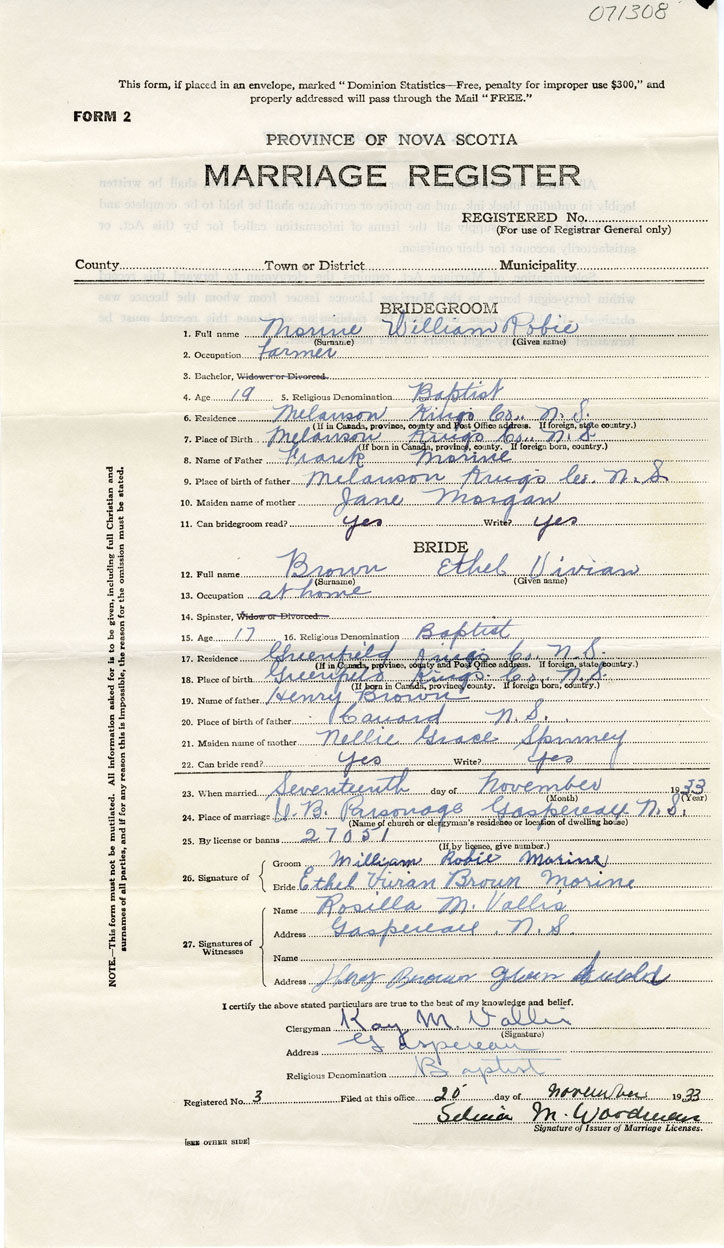 071308
This form, if placed in an envelope, marked "Dominion Statistics—Free, penalty for improper use $300," and
properly addressed will pass through the Mail "FREE."
FORM 2
PROVINCE OF NOVA SCOTIA
MARRIAGE REGISTER
REGISTERED No.
(For use of Registrar General only)
County Town or District Municipality
BRIDEGROOM
1. Full name Morine William Robie
(Surname) (Given name)
2. Occupation Farmer
3. Bachelor, Widower or Divorced
4. Age 19 5. Religious Denomination Baptist
6. Residence Melanson Kings Co., N.S.
(If in Canada, province, county and Post Office address. If foreign, state country.)
7. Place of Birth Melanson Kings Co., N.S
(If born in Canada, province, county. If foreign born, country.)
8. Name of Father Frank Morine
9. Place of birth of father Melanson Kings Co. N.S
10. Maiden name of mother Jane Morgan
11. Can bridegroom read? yes Write? yes
BRIDE
12. Full name Brown Ethel Vivian
(Surname) (Given name)
13. Occupation at home
14. Spinster, Widow or Divorced
15. Age 17 16. Religious Denomination Baptist
17. Residence Greenfield Kings Co. N.S.
(If in Canada, province, county and Post Office address. If foreign, state country.)
18. Place of birth Greenfield Kings Co., N.S.
(If born in Canada, province, county. If foreign born, country.)
19. Name of father Henry Brown
20. Place of birth of father Canard N.S.
21. Maiden name of mother Nellie Grace Spinney
22. Can bride read? yes Write? yes
23. When married Seventeenth day of November 1933
(Month) (Year)
24. Place of marriage U.B. Parsonage Gaspereau N.S.
(Name of church or clergyman's residence or location of dwelling house)
25. By license or banns 27051
(If by licence, give number.)
26. Signature of
Groom William Robie Morine
Bride Ethel Vivian Brown Morine
27. Signatures of Witnesses
Name Rosilla M. Vallis
Address Gaspereau, N.S
Name
Address Brown
I certify the above stated particulars are true to the best of my knowledge and belief.
Clergyman M. Vallis
(Signature)
Address Gaspereau
Religious Denomination Baptist
Registered No. 3 Filed at this office 20 day of November 1933
M. Woodman
Signature of Issuer of Marriage Licenses.
[SEE OTHER SIDE]
NOTE.—This form must not be mutilated. All information asked for is to be given, including full Christian and
surnames of all parties, and if for any reason this is impossible, the reason for the omission must be stated.